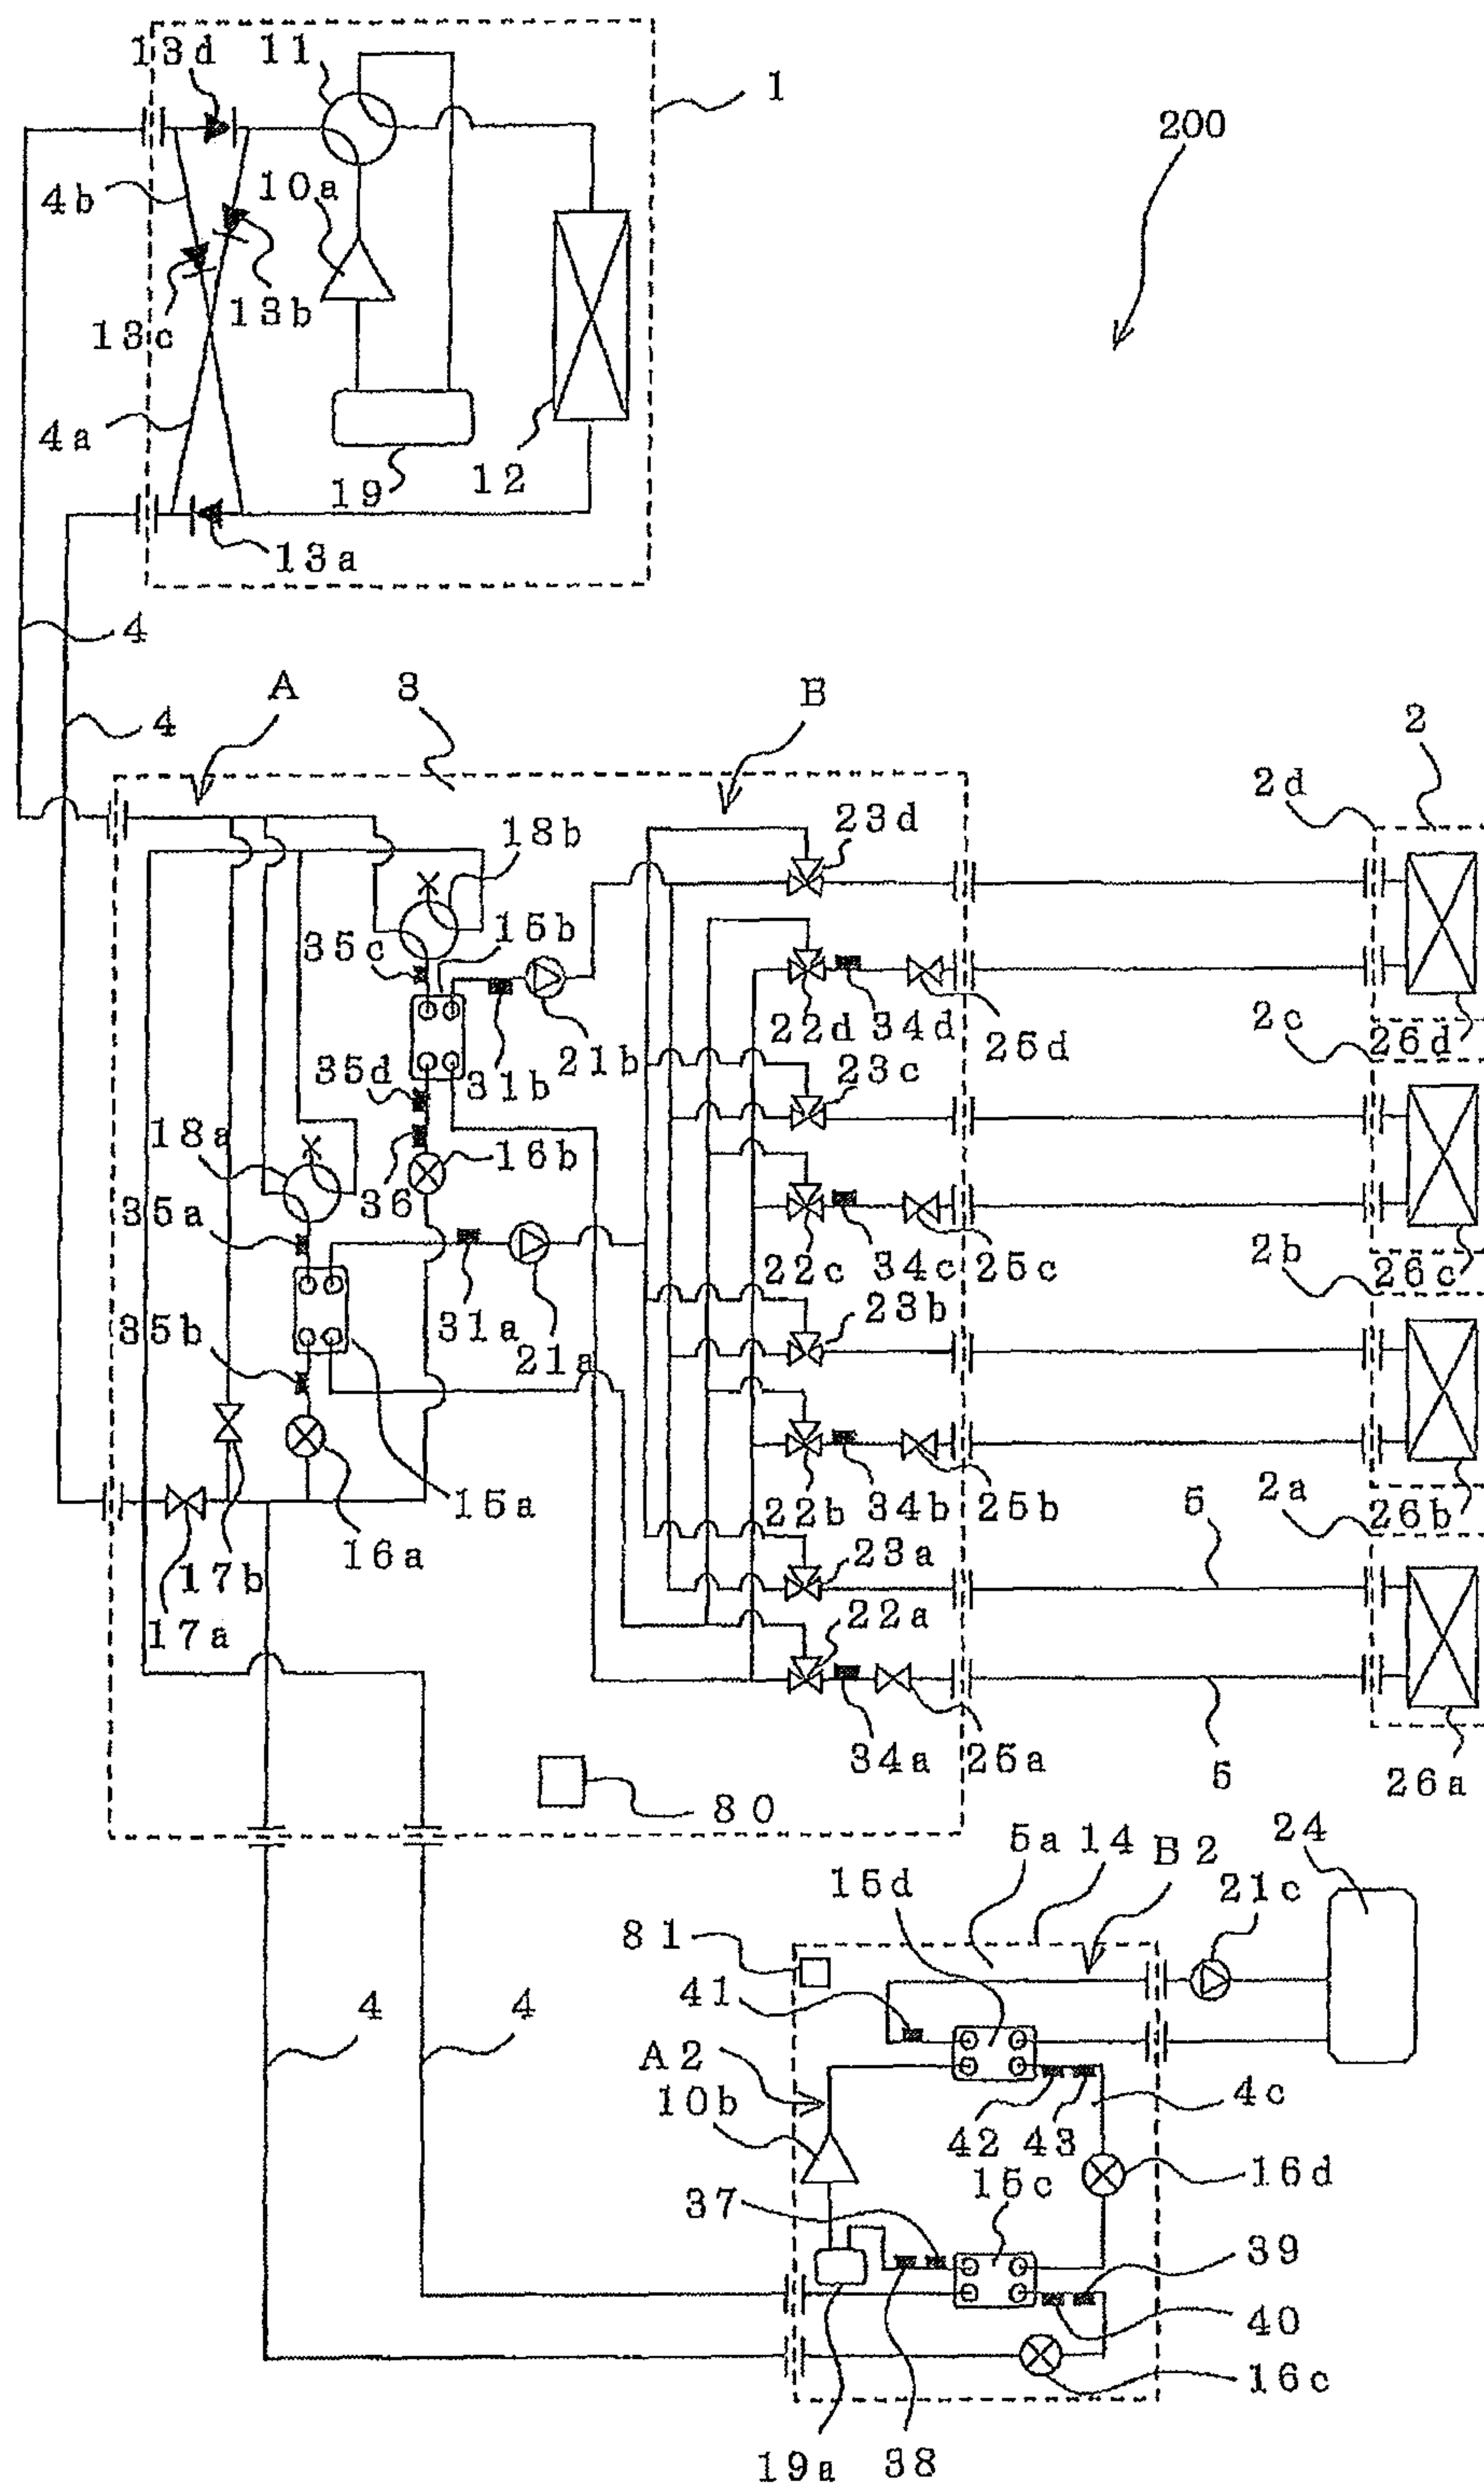 13d 11
1
200
4b 10a
13c 13b
4a
19 12
13a
4
4
A 3 B
2
2d
23d
18b
35c 15b
22d 34d 25d
2c 26d
35d 31b 21b 23c
18a
36 16b
35a
22c 34c 25c
2b 26c
35b 31a 21a 23b
15a
16a
22b 34b 25b
2a 26b
17b
17a
23a
22a
5
34a 25a
5
26a
80
5a 14 B2 24
15d 21c
81
41
4 4
A2
10b
42 43 4c
37 15c 16d
39
40
19a 38 16c